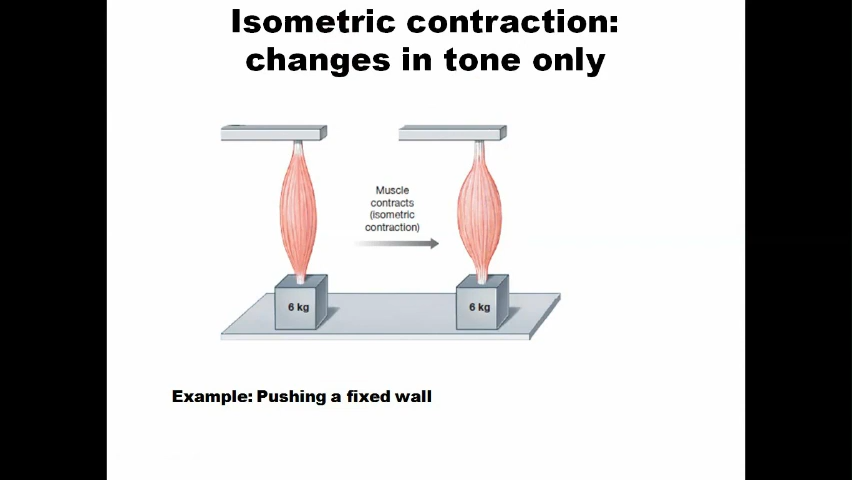 Isometric contraction:
changes in tone only
Muscle
contracts
(isometric
contraction)
6 kg
6 kg
Example: Pushing a fixed wall